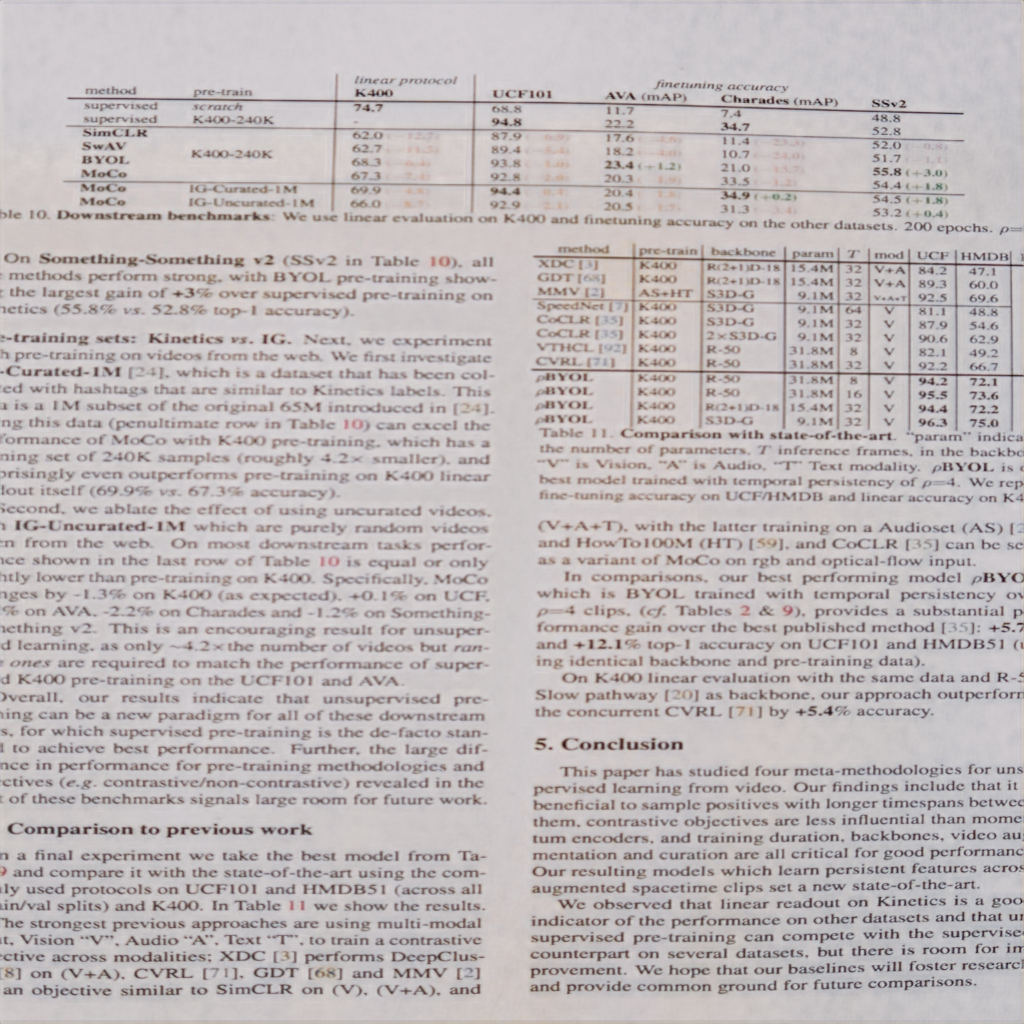 linear protocol finetuning accuracy
method pre-train K400 UCF101 AVA (mAP) Charades (mAP) SSv2
supervised scratch 74.7 68.8 11.7 7.4 48.8
supervised K400-240K - 94.8 22.2 34.7 52.8
SimCLR 62.0 87.9 17.6 11.4 52.0
SwAV 62.7 89.4 18.2 10.7 51.7
BYOL K400-240K 68.3 93.8 23.4 (+1.2) 21.0 55.8 (+3.0)
MoCo 67.3 92.8 20.3 33.5 54.4 (+1.8)
MoCo IG-Curated-1M 69.9 94.4 20.4 34.9 (+0.2) 54.5 (+1.8)
MoCo IG-Uncurated-1M 66.0 92.9 20.5 31.3 53.2 (+0.4)
ble 10. Downstream benchmarks: We use linear evaluation on K400 and finetuning accuracy on the other datasets. 200 epochs. ρ=
On Something-Something v2 (SSv2 in Table 10), all
methods perform strong, with BYOL pre-training show-
the largest gain of +3% over supervised pre-training on
netics (55.8% vs. 52.8% top-1 accuracy).
e-training sets: Kinetics vs. IG. Next, we experiment
h pre-training on videos from the web. We first investigate
-Curated-1M [24], which is a dataset that has been col-
ted with hashtags that are similar to Kinetics labels. This
a is a 1M subset of the original 65M introduced in [24].
ng this data (penultimate row in Table 10) can excel the
formance of MoCo with K400 pre-training, which has a
ning set of 240K samples (roughly 4.2× smaller), and
prisingly even outperforms pre-training on K400 linear
dout itself (69.9% vs. 67.3% accuracy).
Second, we ablate the effect of using uncurated videos,
h IG-Uncurated-1M which are purely random videos
en from the web. On most downstream tasks perfor-
nce shown in the last row of Table 10 is equal or only
htly lower than pre-training on K400. Specifically, MoCo
nges by -1.3% on K400 (as expected), +0.1% on UCF,
% on AVA, -2.2% on Charades and -1.2% on Something-
nething v2. This is an encouraging result for unsuper-
d learning, as only ~4.2× the number of videos but ran-
ones are required to match the performance of super-
d K400 pre-training on the UCF101 and AVA.
Overall, our results indicate that unsupervised pre-
ning can be a new paradigm for all of these downstream
s, for which supervised pre-training is the de-facto stan-
l to achieve best performance. Further, the large dif-
nce in performance for pre-training methodologies and
ectives (e.g. contrastive/non-contrastive) revealed in the
t of these benchmarks signals large room for future work.
Comparison to previous work
n a final experiment we take the best model from Ta-
9 and compare it with the state-of-the-art using the com-
ly used protocols on UCF101 and HMDB51 (across all
in/val splits) and K400. In Table 11 we show the results.
The strongest previous approaches are using multi-modal
ut, Vision "V", Audio "A", Text "T", to train a contrastive
ective across modalities; XDC [3] performs DeepClus-
[8] on (V+A), CVRL [71], GDT [68] and MMV [2]
an objective similar to SimCLR on (V), (V+A), and
method pre-train backbone param T mod UCF HMDB
XDC [3] K400 R(2+1)D-18 15.4M 32 V+A 84.2 47.1
GDT [68] K400 R(2+1)D-18 15.4M 32 V+A 89.3 60.0
MMV [2] AS+HT S3D-G 9.1M 32 V+A+T 92.5 69.6
SpeedNet [7] K400 S3D-G 9.1M 64 V 81.1 48.8
CoCLR [35] K400 S3D-G 9.1M 32 V 87.9 54.6
CoCLR [35] K400 2×S3D-G 9.1M 32 V 90.6 62.9
VTHCL [92] K400 R-50 31.8M 8 V 82.1 49.2
CVRL [71] K400 R-50 31.8M 32 V 92.2 66.7
ρBYOL K400 R-50 31.8M 8 V 94.2 72.1
ρBYOL K400 R-50 31.8M 16 V 95.5 73.6
ρBYOL K400 R(2+1)D-18 15.4M 32 V 94.4 72.2
ρBYOL K400 S3D-G 9.1M 32 V 96.3 75.0
Table 11. Comparison with state-of-the-art. "param" indica
the number of parameters, T inference frames, in the backbo
"V" is Vision, "A" is Audio, "T" Text modality. ρBYOL is
best model trained with temporal persistency of ρ=4. We rep
fine-tuning accuracy on UCF/HMDB and linear accuracy on K4
(V+A+T), with the latter training on a Audioset (AS)
and HowTo100M (HT) [59], and CoCLR [35] can be se
as a variant of MoCo on rgb and optical-flow input.
In comparisons, our best performing model ρBYO
which is BYOL trained with temporal persistency ov
ρ=4 clips, (cf. Tables 2 & 9), provides a substantial p
formance gain over the best published method [35]: +5.7
and +12.1% top-1 accuracy on UCF101 and HMDB51 (u
ing identical backbone and pre-training data).
On K400 linear evaluation with the same data and R-5
Slow pathway [20] as backbone, our approach outperform
the concurrent CVRL [71] by +5.4% accuracy.
5. Conclusion
This paper has studied four meta-methodologies for uns
pervised learning from video. Our findings include that it
beneficial to sample positives with longer timespans betwee
them, contrastive objectives are less influential than mome
tum encoders, and training duration, backbones, video au
mentation and curation are all critical for good performanc
Our resulting models which learn persistent features acros
augmented spacetime clips set a new state-of-the-art.
We observed that linear readout on Kinetics is a goo
indicator of the performance on other datasets and that un
supervised pre-training can compete with the supervise
counterpart on several datasets, but there is room for im
provement. We hope that our baselines will foster research
and provide common ground for future comparisons.